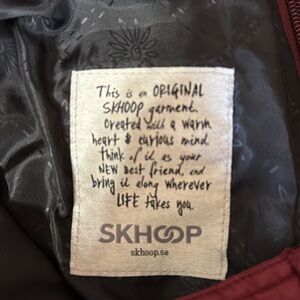 This is an ORIGINAL
SKHOOP garment.
Created with a warm
heart & curious mind.
Think of it as your
NEW best friend, and
bring it along wherever
LIFE takes you.
SKHOOP
skhoop.se